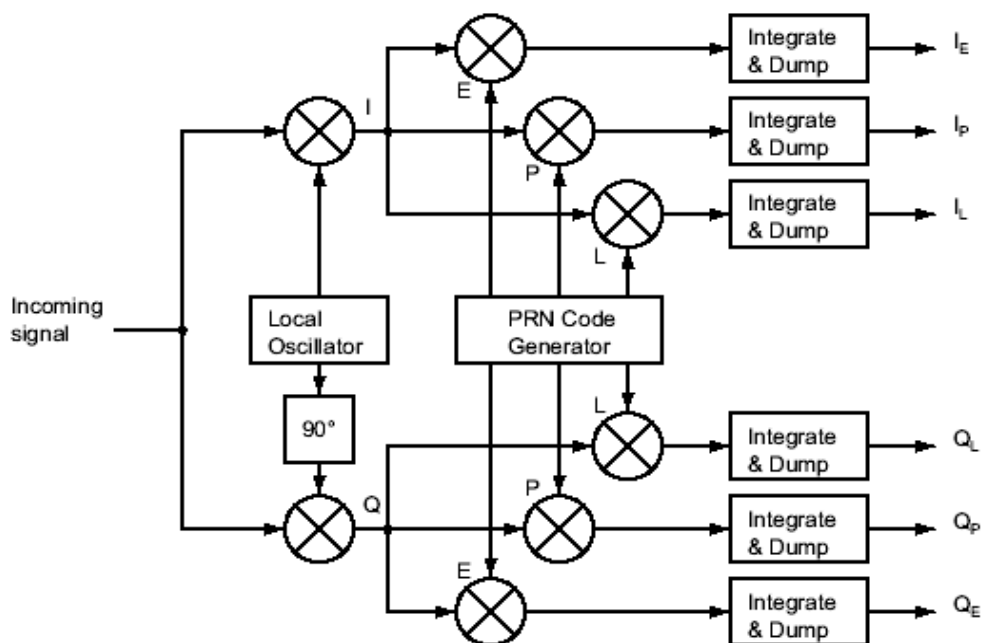 Integrate
& Dump
I_E
E
I
Integrate
& Dump
I_P
P
Integrate
& Dump
I_L
L
Incoming
signal
Local
Oscillator
PRN Code
Generator
90°
L
Integrate
& Dump
Q_L
Q
P
Integrate
& Dump
Q_P
E
Integrate
& Dump
Q_E